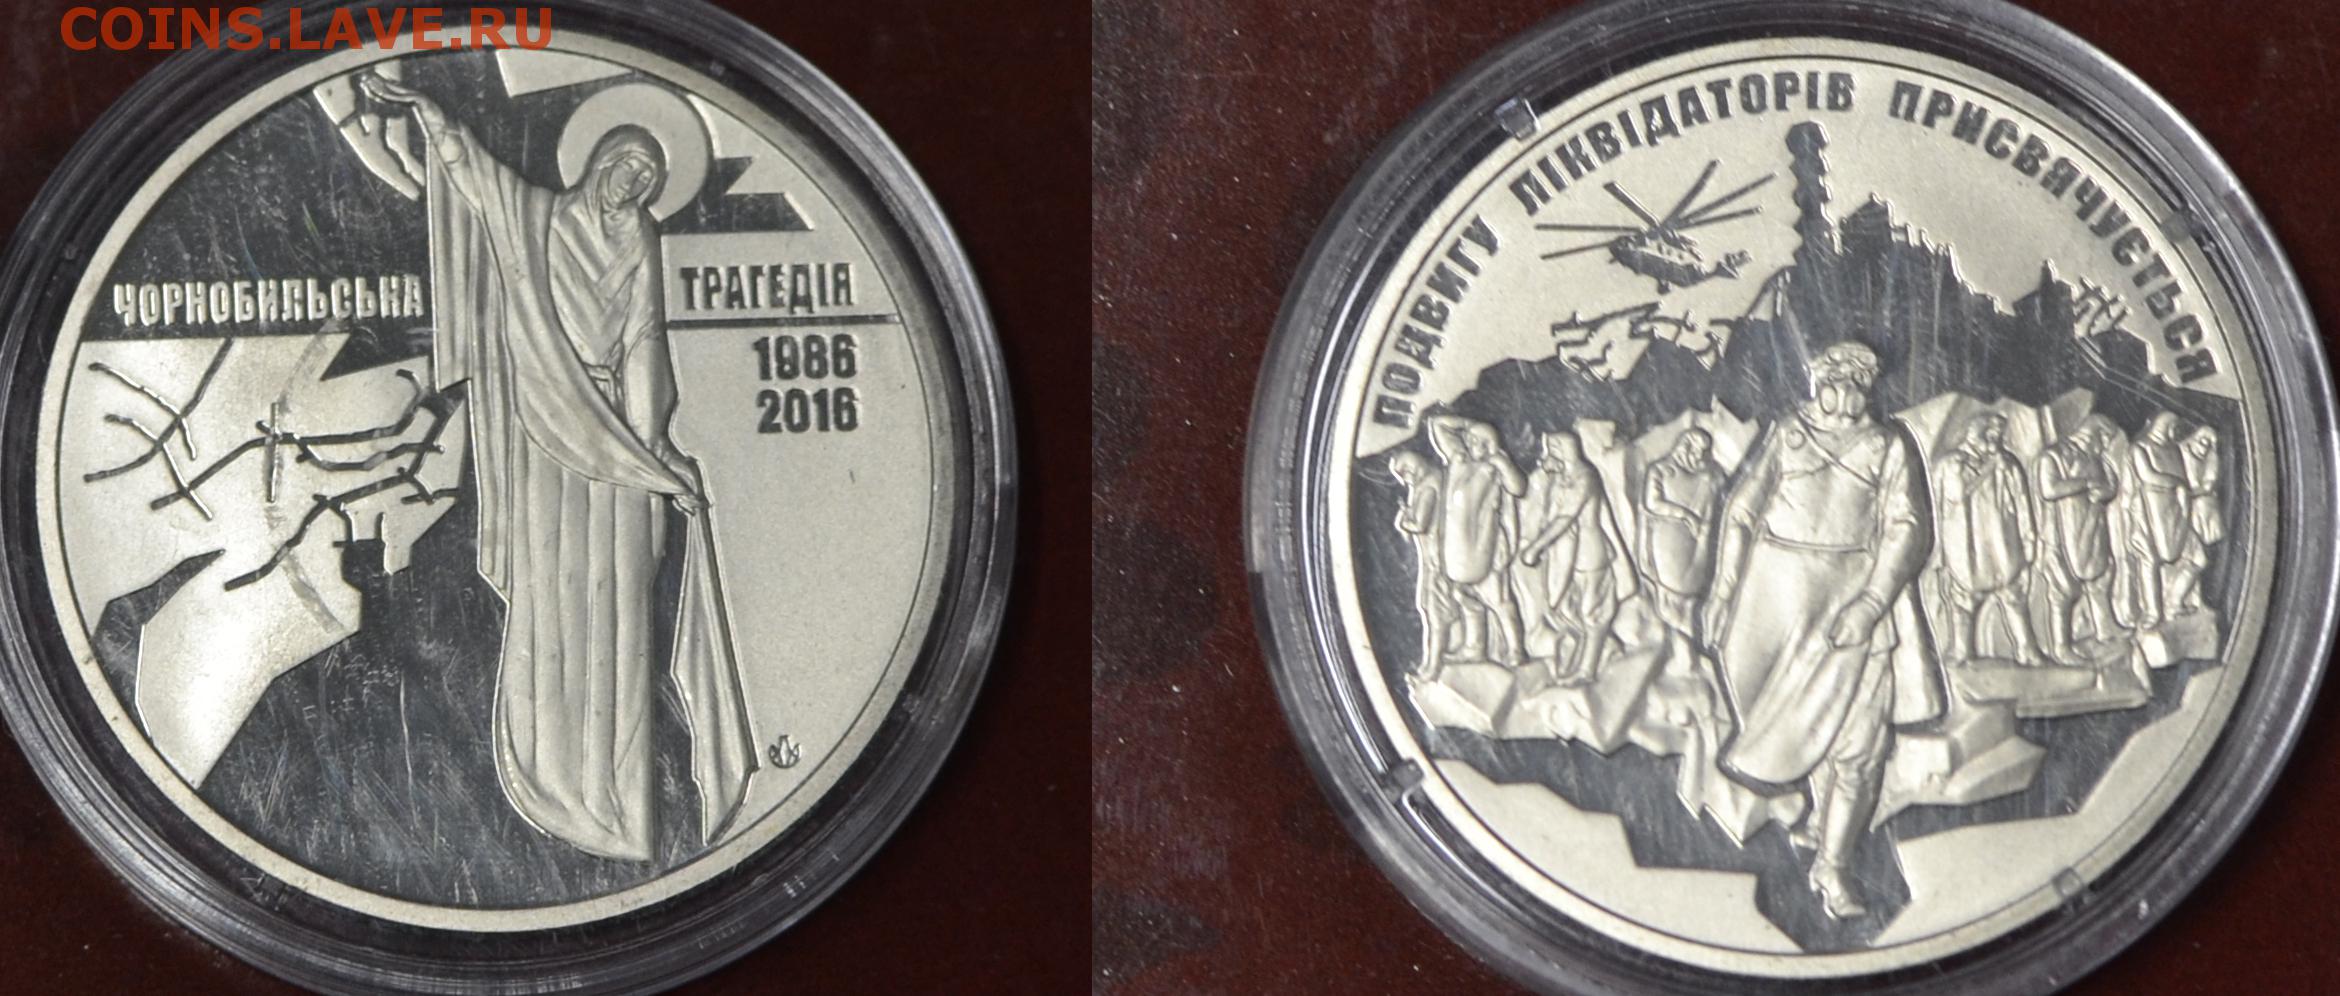 COINS.LAVE.RU
ЧОРНОБИЛЬСЬКА ТРАГЕДІЯ
1986
2016
ПОДВИГУ ЛІКВІДАТОРІВ ПРИСВЯЧУЄТЬСЯ